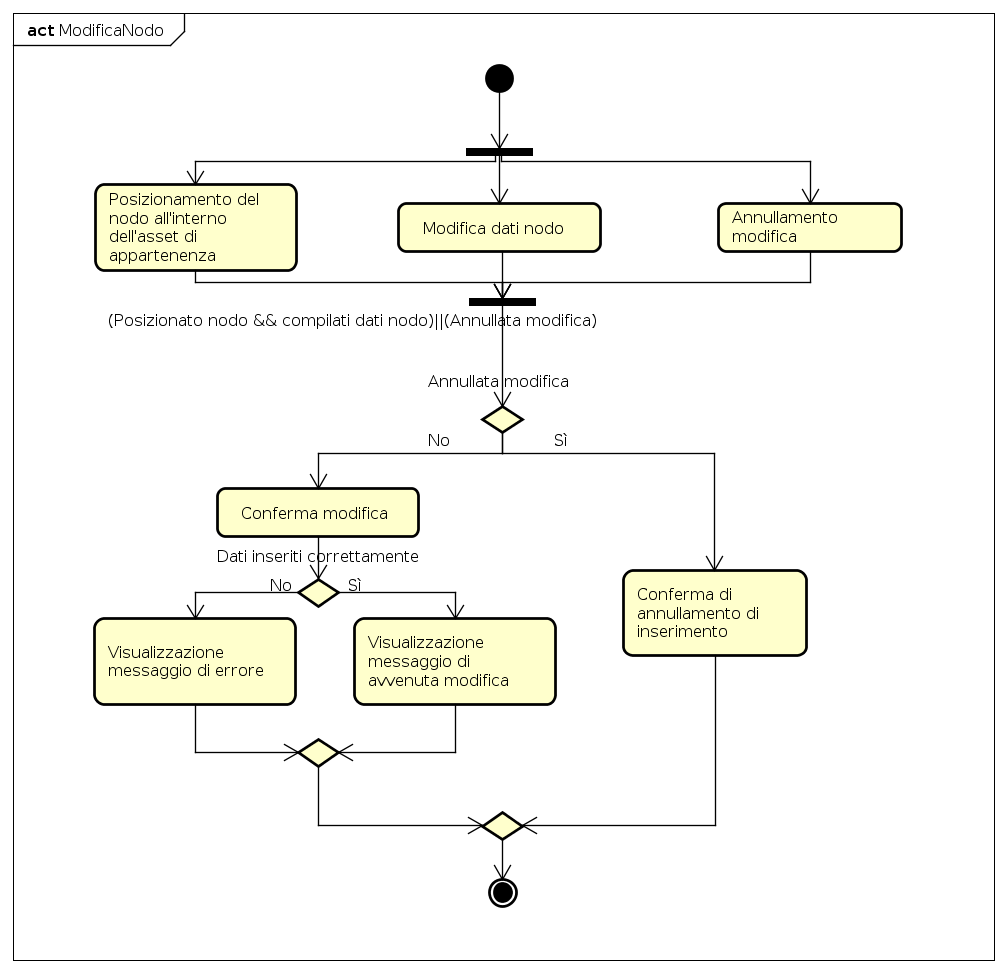 act ModificaNodo
Posizionamento del
nodo all'interno
dell'asset di
appartenenza
Modifica dati nodo
Annullamento
modifica
(Posizionato nodo && compilati dati nodo)||(Annullata modifica)
Annullata modifica
No
Sì
Conferma modifica
Dati inseriti correttamente
No
Sì
Visualizzazione
messaggio di errore
Visualizzazione
messaggio di
avvenuta modifica
Conferma di
annullamento di
inserimento